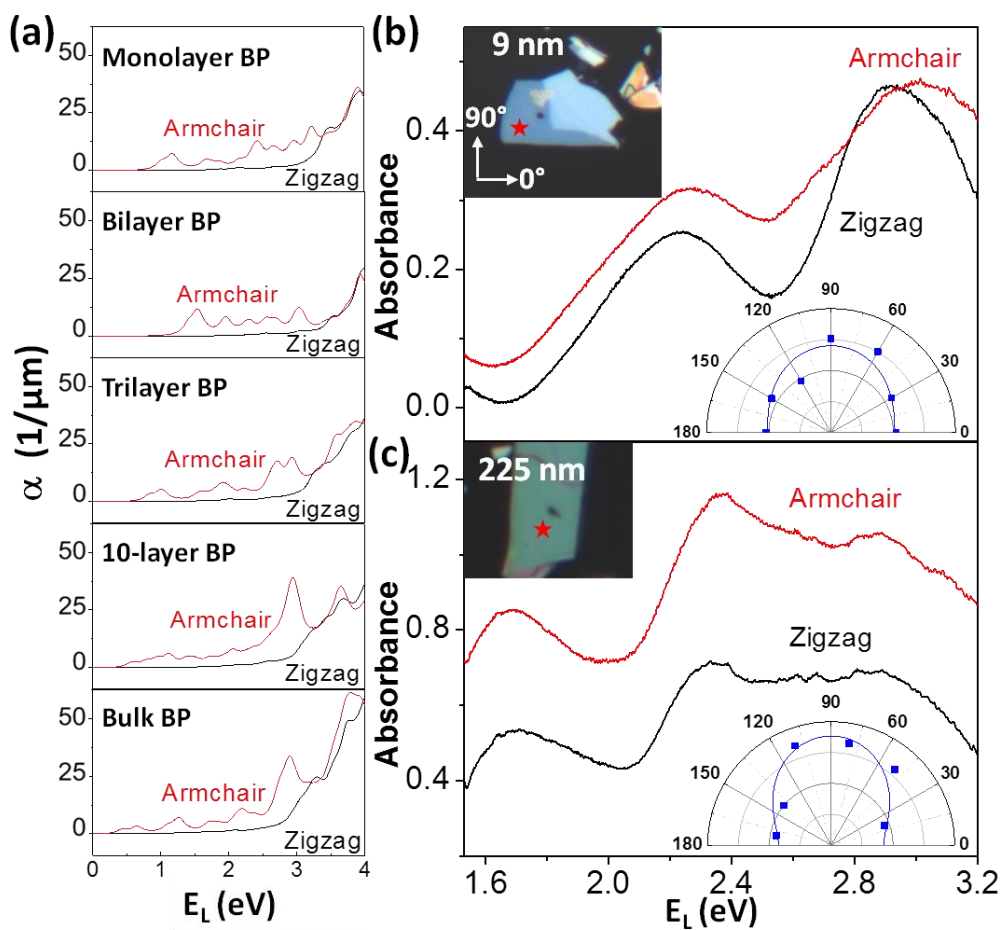 (a)
α (1/μm)
50
Monolayer BP
25
Armchair
0
Zigzag
50
Bilayer BP
25
Armchair
0
Zigzag
50
Trilayer BP
25
Armchair
0
Zigzag
50
10-layer BP
25
Armchair
0
Zigzag
50
Bulk BP
25
Armchair
0
Zigzag
0 1 2 3 4
E_L (eV)
(b)
9 nm
90°
0°
Absorbance
0.4
0.2
0.0
Armchair
Zigzag
90
120 60
150 30
180 0
(c)
225 nm
Absorbance
1.2
0.8
0.4
Armchair
Zigzag
90
120 60
150 30
180 0
1.6 2.0 2.4 2.8 3.2
E_L (eV)